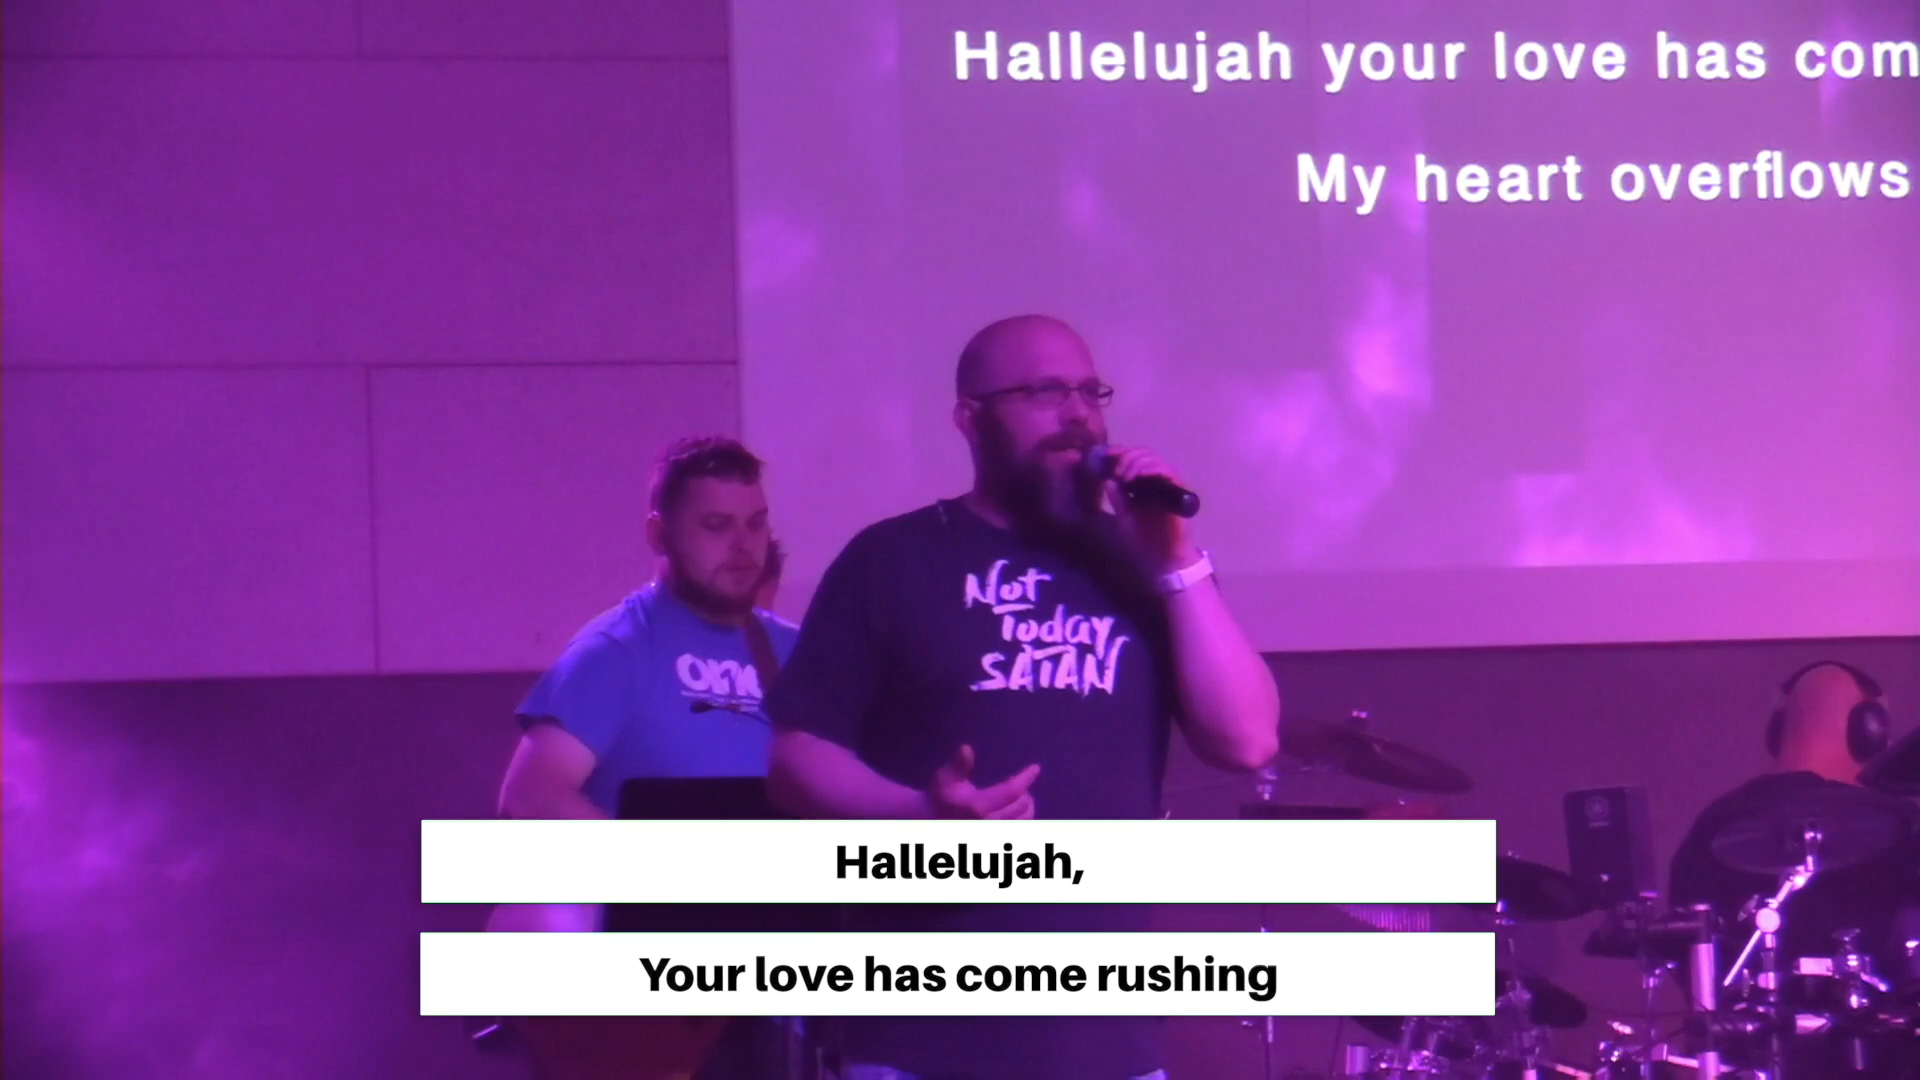 Hallelujah your love has com
My heart overflows
Not
Today
SATAN
Hallelujah,
Your love has come rushing